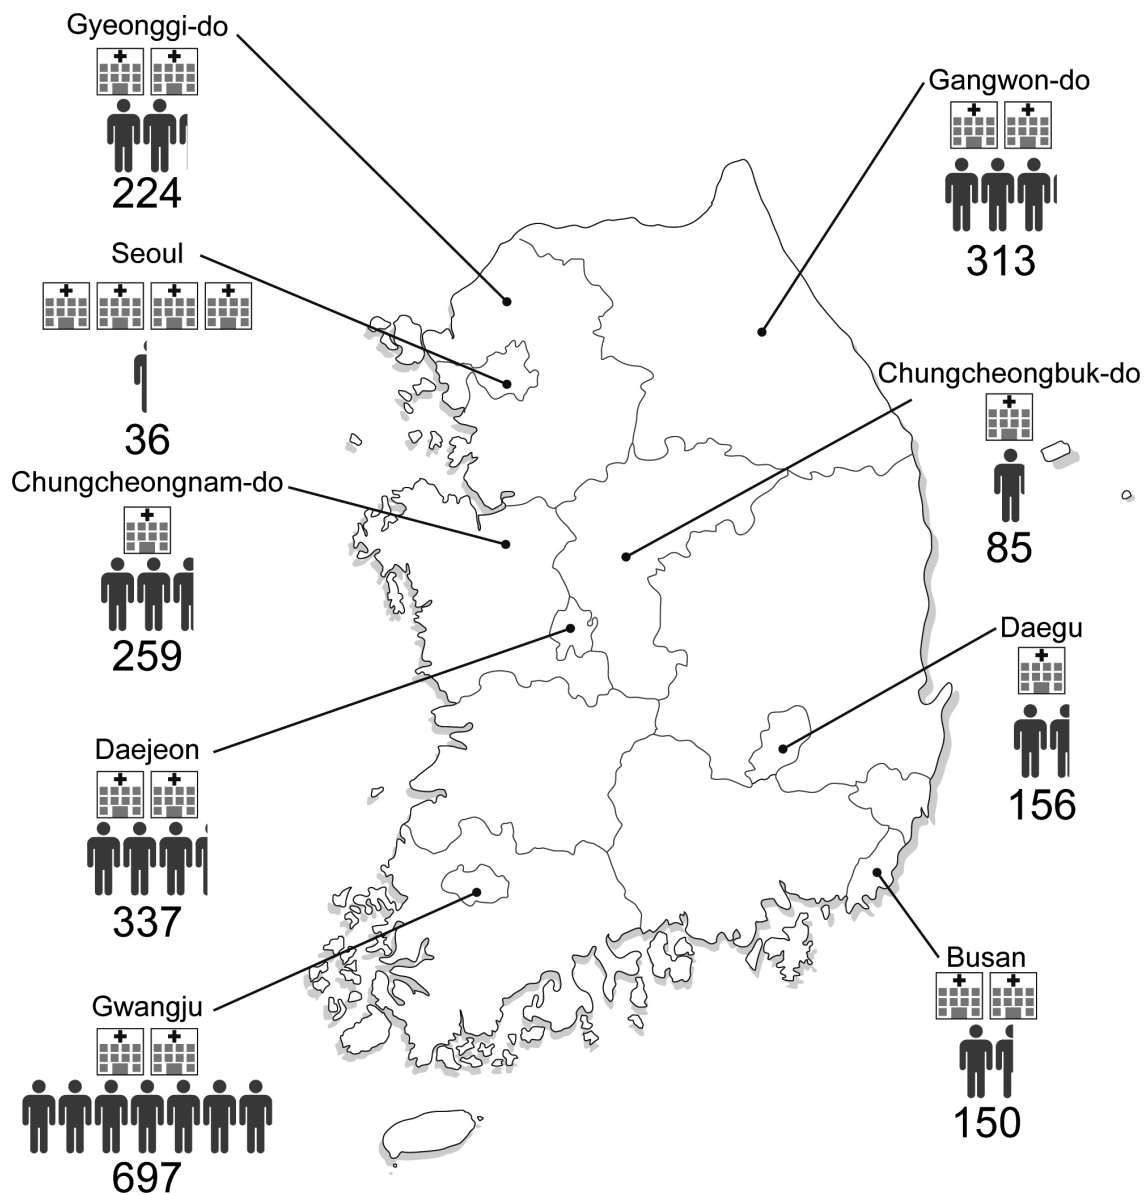 Gyeonggi-do
224
Seoul
36
Chungcheongnam-do
259
Daejeon
337
Gwangju
697
Gangwon-do
313
Chungcheongbuk-do
85
Daegu
156
Busan
150